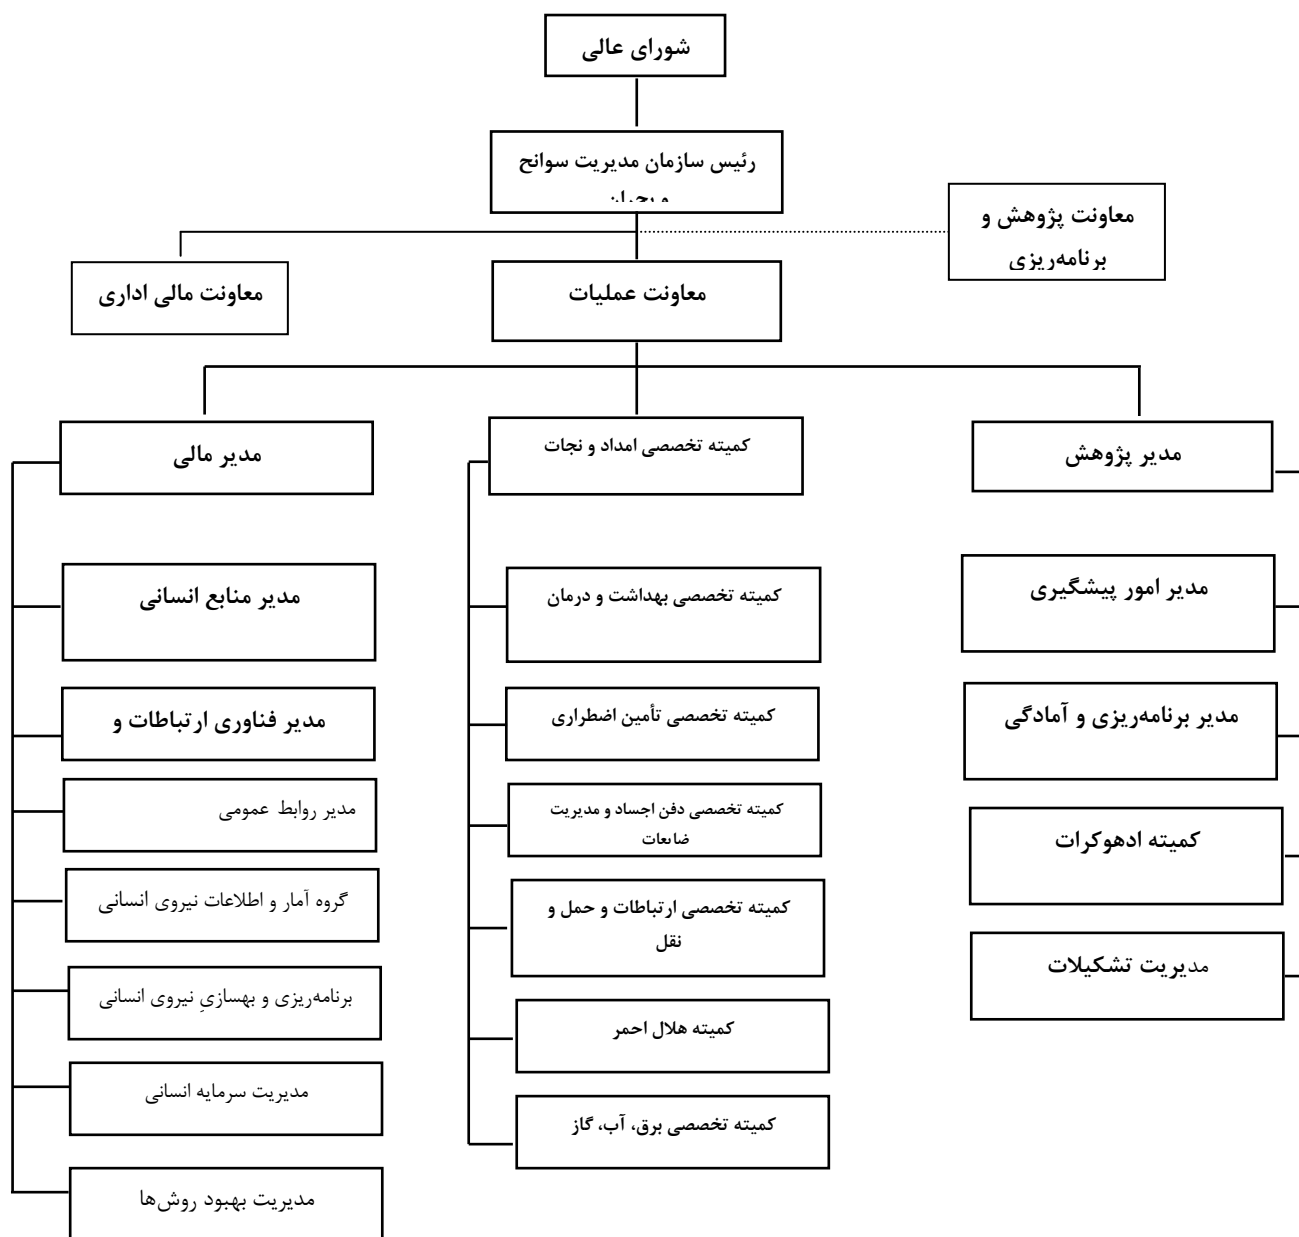 شورای عالی
رئیس سازمان مدیریت سوانح
و بحران
معاونت پژوهش و
برنامه‌ریزی
معاونت عملیات
معاونت مالی اداری
مدیر پژوهش
مدیر امور پیشگیری
مدیر برنامه‌ریزی و آمادگی
کمیته ادهوکرات
مدیریت تشکیلات
کمیته تخصصی امداد و نجات
کمیته تخصصی بهداشت و درمان
کمیته تخصصی تأمین اضطراری
کمیته تخصصی دفن اجساد و مدیریت
ضایعات
کمیته تخصصی ارتباطات و حمل و
نقل
کمیته هلال احمر
کمیته تخصصی برق، آب، گاز
مدیر مالی
مدیر منابع انسانی
مدیر فناوری ارتباطات و
مدیر روابط عمومی
گروه آمار و اطلاعات نیروی انسانی
برنامه‌ریزی و بهسازیِ نیروی انسانی
مدیریت سرمایه انسانی
مدیریت بهبود روش‌ها